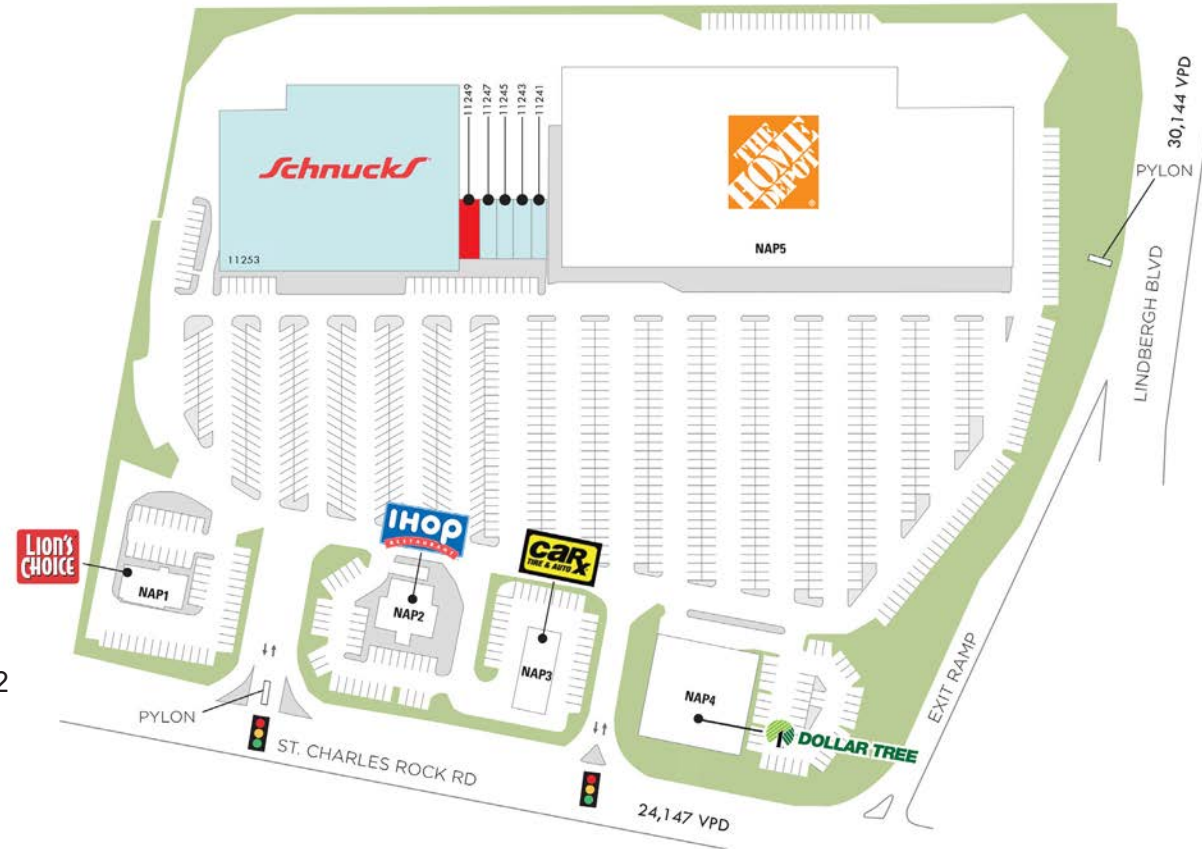 11249
11247
11245
11243
11241
30,144 VPD
PYLON
Schnucks
THE
HOME
DEPOT
NAP5
11253
LINDBERGH BLVD
IHOP
RESTAURANT
CAR X
TIRE & AUTO
LION'S
CHOICE
NAP1
NAP2
NAP3
NAP4
EXIT RAMP
2
PYLON
DOLLAR TREE
ST. CHARLES ROCK RD
24,147 VPD